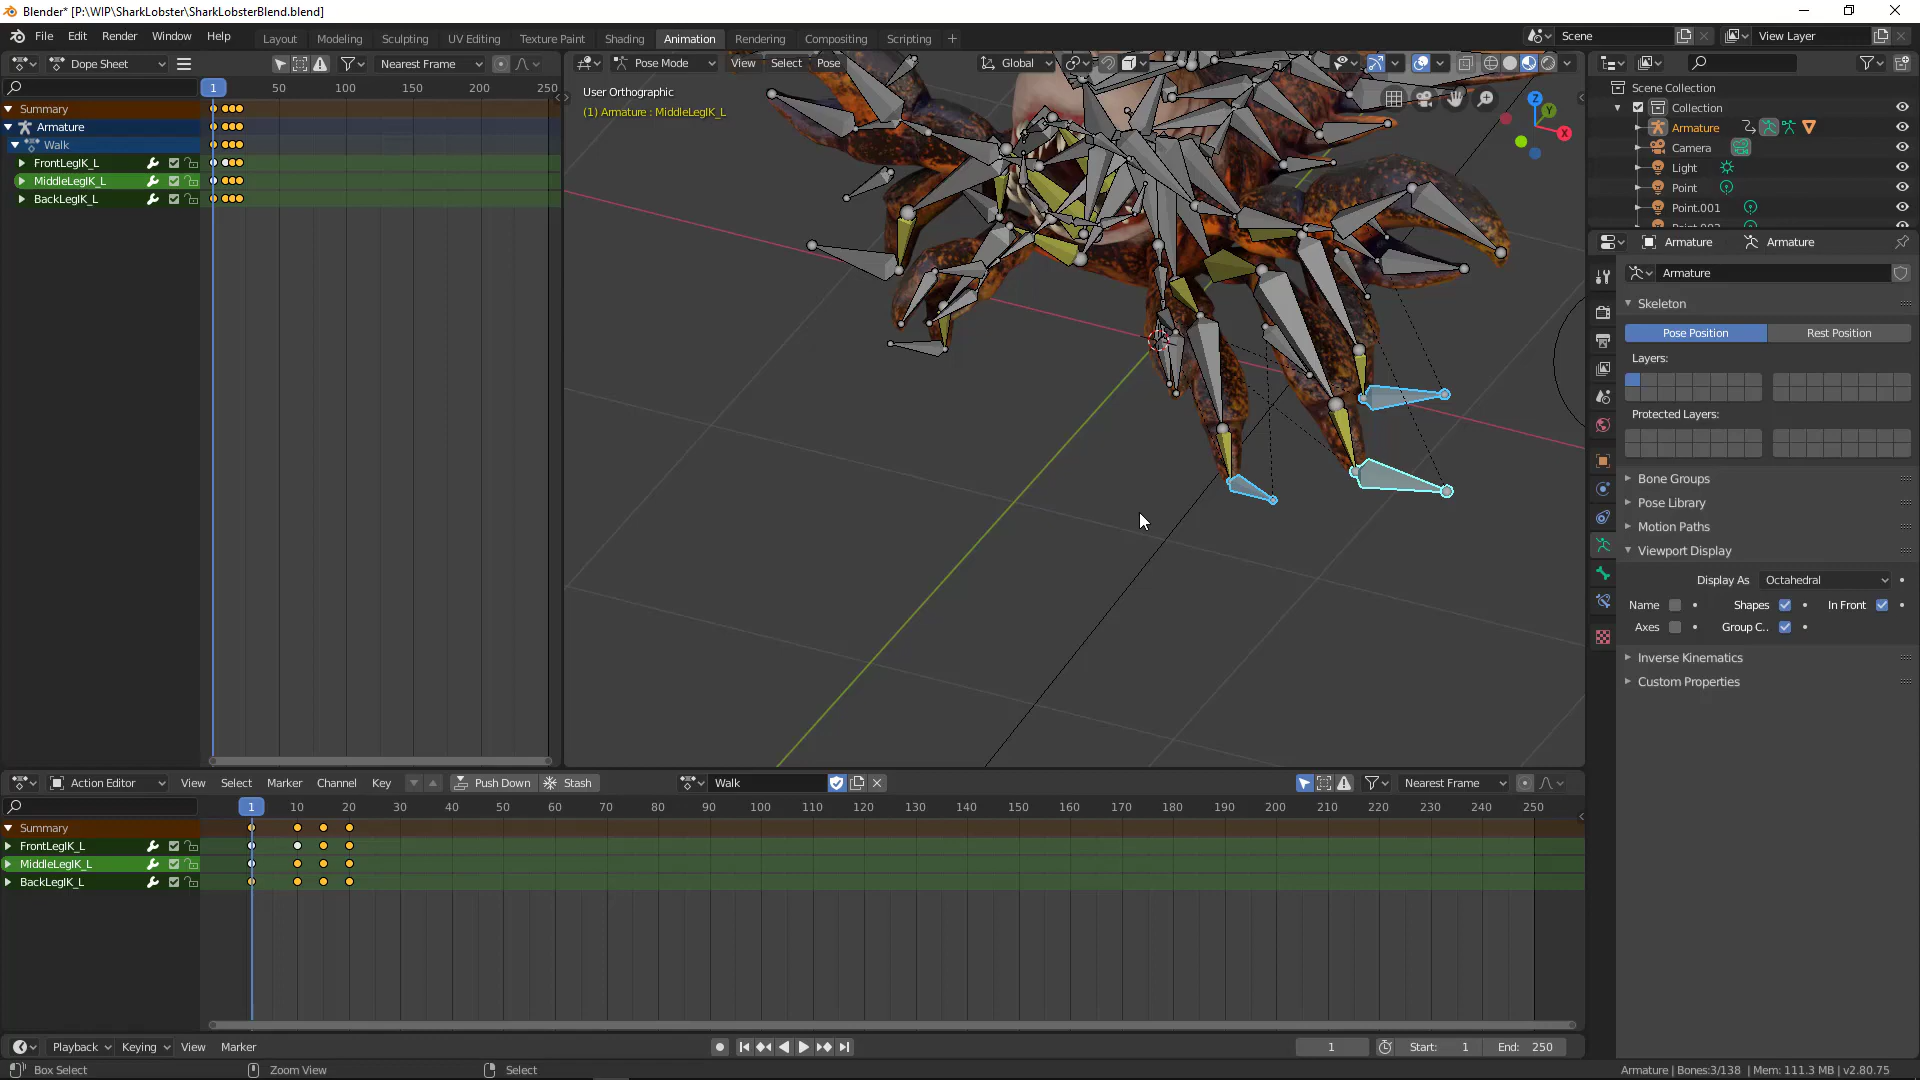 Blender* [P:\WIP\SharkLobster\SharkLobsterBlend.blend]
File Edit Render Window Help Layout Modeling Sculpting UV Editing Texture Paint Shading Animation Rendering Compositing Scripting + Scene View Layer
Dope Sheet Nearest Frame Pose Mode View Select Pose Global
1 50 100 150 200 250
Summary
Armature
Walk
FrontLegIK_L
MiddleLegIK_L
BackLegIK_L
User Orthographic
(1) Armature : MiddleLegIK_L
Z
Y
X
Scene Collection
Collection
Armature
Camera
Light
Point
Point.001
Armature Armature
Armature
Skeleton
Pose Position Rest Position
Layers:
Protected Layers:
Bone Groups
Pose Library
Motion Paths
Viewport Display
Display As Octahedral
Name Shapes In Front
Axes Group C..
Inverse Kinematics
Custom Properties
Action Editor View Select Marker Channel Key Push Down Stash Walk Nearest Frame
1 10 20 30 40 50 60 70 80 90 100 110 120 130 140 150 160 170 180 190 200 210 220 230 240 250
Summary
FrontLegIK_L
MiddleLegIK_L
BackLegIK_L
Playback Keying View Marker 1 Start: 1 End: 250
Box Select Zoom View Select Armature | Bones:3/138 | Mem: 111.3 MB | v2.80.75